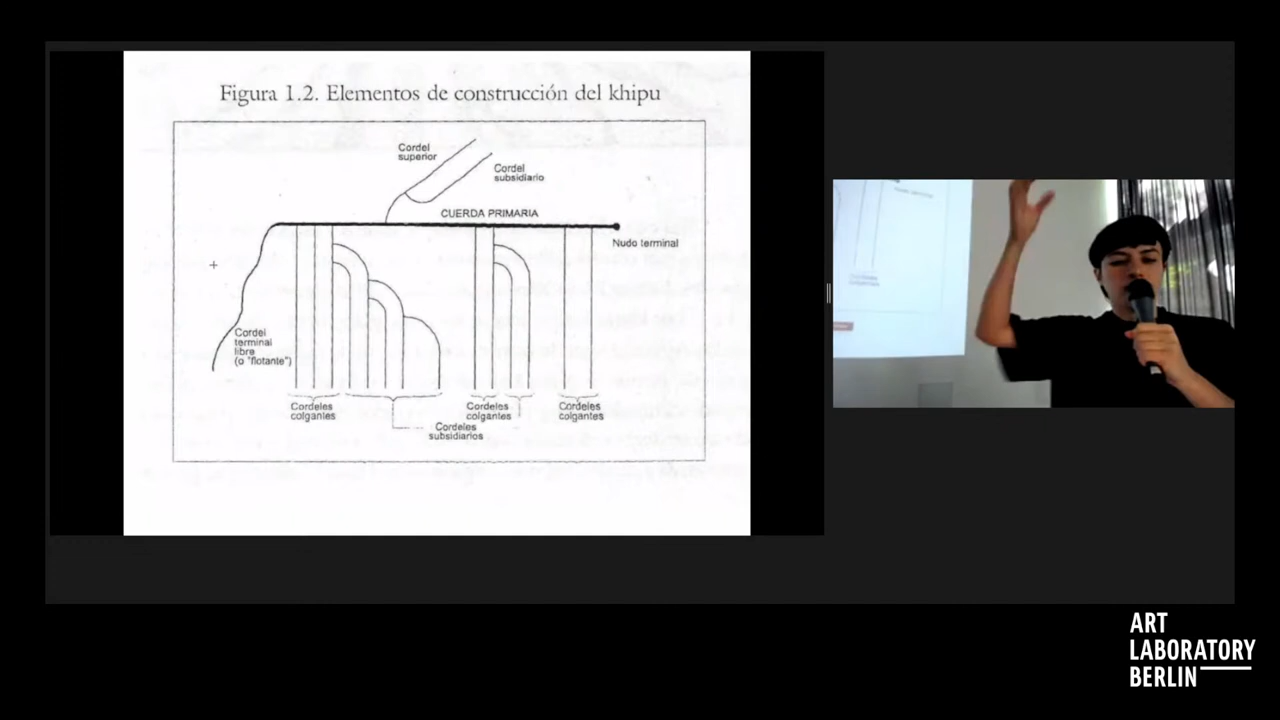 Figura 1.2. Elementos de construcción del khipu
Cordel
superior
Cordel
subsidiario
CUERDA PRIMARIA
Nudo terminal
Cordel
terminal
libre
(o "flotante")
Cordeles
colgantes
Cordeles
colgantes
Cordeles
colgantes
Cordeles
subsidiarios
ART
LABORATORY
BERLIN